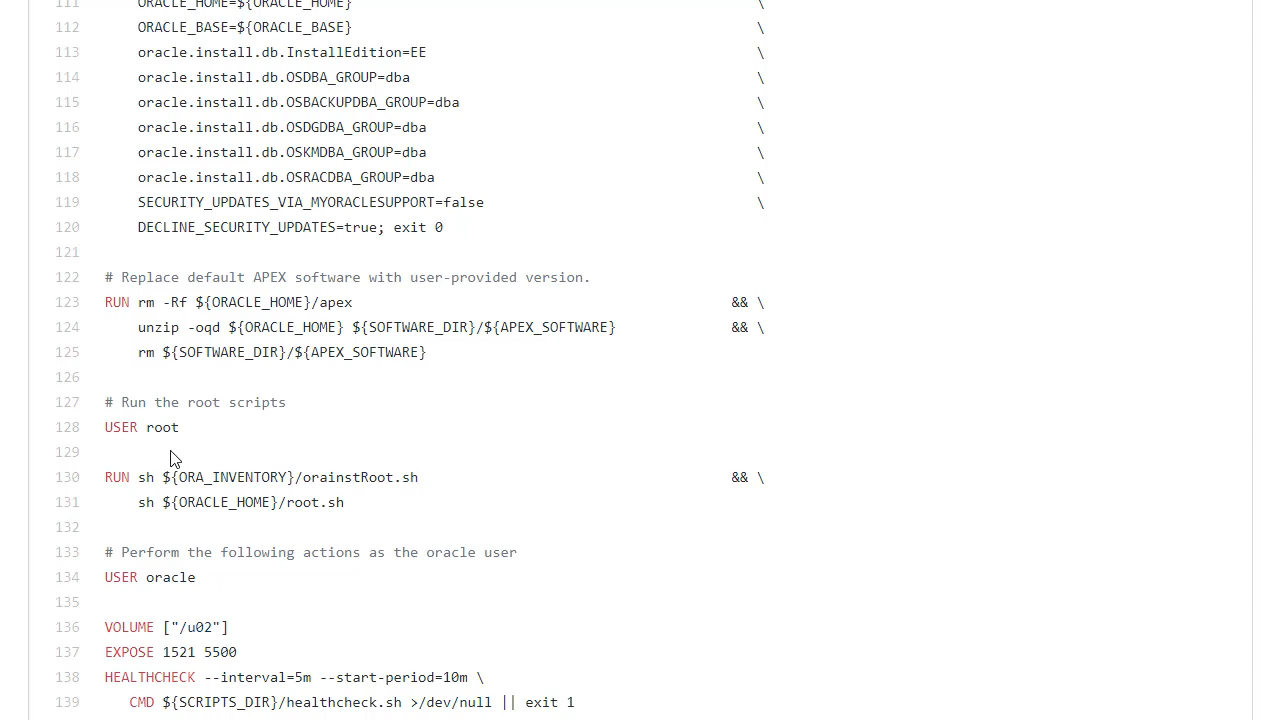 111 ORACLE_HOME=${ORACLE_HOME} \
112 ORACLE_BASE=${ORACLE_BASE} \
113 oracle.install.db.InstallEdition=EE \
114 oracle.install.db.OSDBA_GROUP=dba \
115 oracle.install.db.OSBACKUPDBA_GROUP=dba \
116 oracle.install.db.OSDGDBA_GROUP=dba \
117 oracle.install.db.OSKMDBA_GROUP=dba \
118 oracle.install.db.OSRACDBA_GROUP=dba \
119 SECURITY_UPDATES_VIA_MYORACLESUPPORT=false \
120 DECLINE_SECURITY_UPDATES=true; exit 0
121
122 # Replace default APEX software with user-provided version.
123 RUN rm -Rf ${ORACLE_HOME}/apex && \
124 unzip -oqd ${ORACLE_HOME} ${SOFTWARE_DIR}/${APEX_SOFTWARE} && \
125 rm ${SOFTWARE_DIR}/${APEX_SOFTWARE}
126
127 # Run the root scripts
128 USER root
129
130 RUN sh ${ORA_INVENTORY}/orainstRoot.sh && \
131 sh ${ORACLE_HOME}/root.sh
132
133 # Perform the following actions as the oracle user
134 USER oracle
135
136 VOLUME ["/u02"]
137 EXPOSE 1521 5500
138 HEALTHCHECK --interval=5m --start-period=10m \
139 CMD ${SCRIPTS_DIR}/healthcheck.sh >/dev/null || exit 1